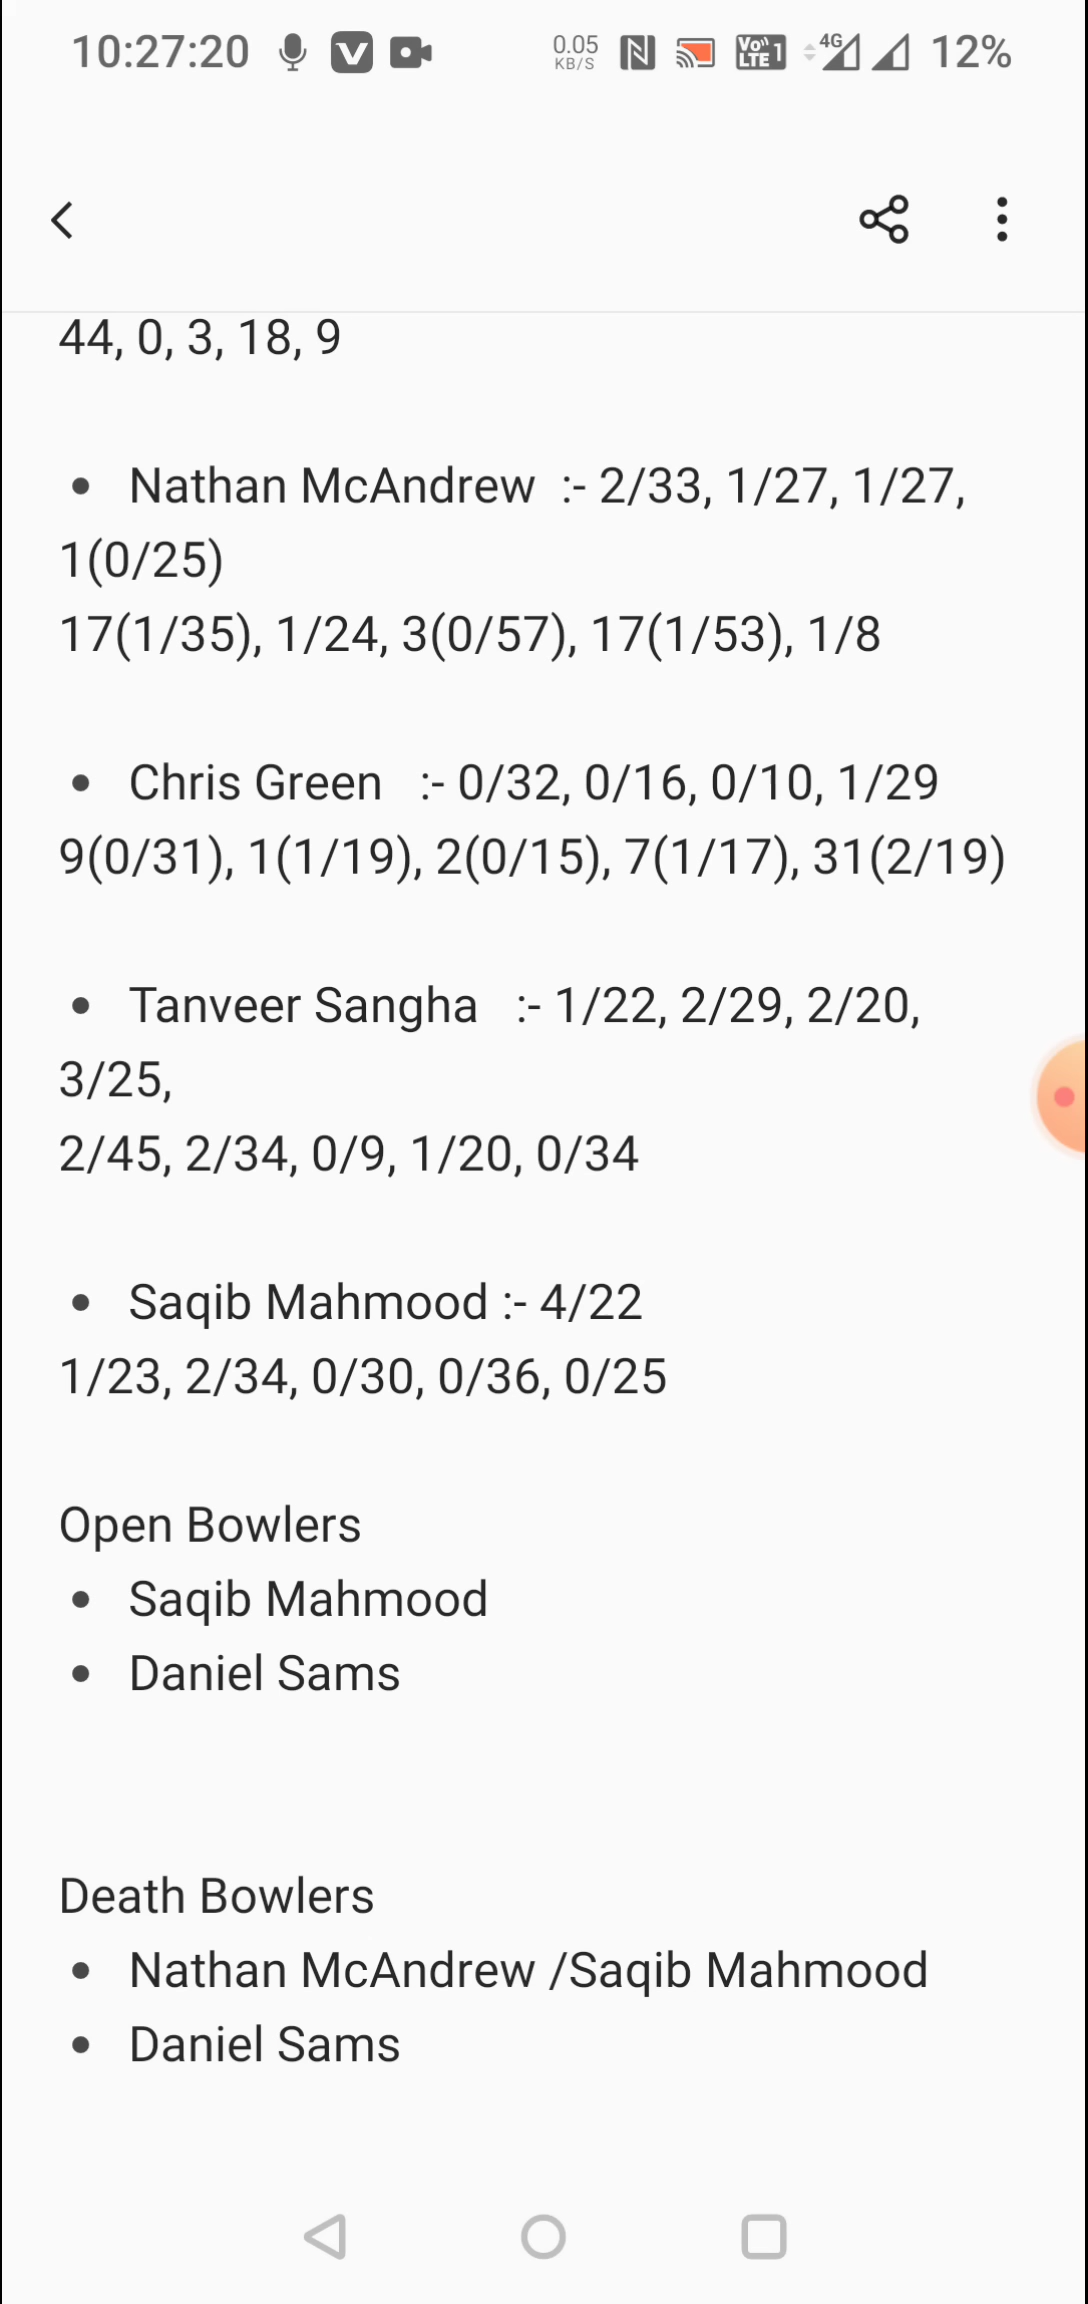 10:27:20 V 0.05 KB/S N Vo)) LTE 1 4G 12%
44, 0, 3, 18, 9
• Nathan McAndrew :- 2/33, 1/27, 1/27,
1(0/25)
17(1/35), 1/24, 3(0/57), 17(1/53), 1/8
• Chris Green :- 0/32, 0/16, 0/10, 1/29
9(0/31), 1(1/19), 2(0/15), 7(1/17), 31(2/19)
• Tanveer Sangha :- 1/22, 2/29, 2/20,
3/25,
2/45, 2/34, 0/9, 1/20, 0/34
• Saqib Mahmood :- 4/22
1/23, 2/34, 0/30, 0/36, 0/25
Open Bowlers
• Saqib Mahmood
• Daniel Sams
Death Bowlers
• Nathan McAndrew /Saqib Mahmood
• Daniel Sams